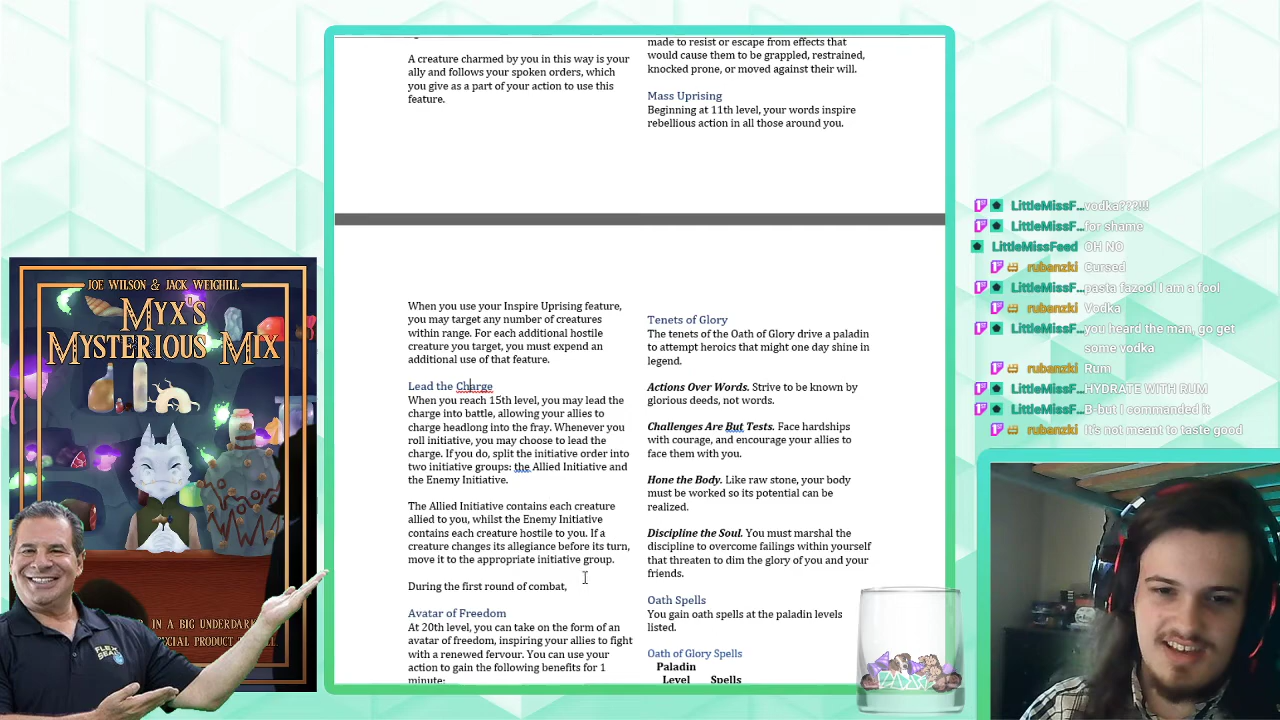 JOE WILSON & JACK WEIGHILL
MYX'S
MYSTERIOUS MIX
IN A BIG UNDERDARK
SPECIAL PRODUCT
FLEX
SEAL
A creature charmed by you in this way is your
ally and follows your spoken orders, which
you give as a part of your action to use this
feature.
When you use your Inspire Uprising feature,
you may target any number of creatures
within range. For each additional hostile
creature you target, you must expend an
additional use of that feature.
Lead the Charge
When you reach 15th level, you may lead the
charge into battle, allowing your allies to
charge headlong into the fray. Whenever you
roll initiative, you may choose to lead the
charge. If you do, split the initiative order into
two initiative groups: the Allied Initiative and
the Enemy Initiative.
The Allied Initiative contains each creature
allied to you, whilst the Enemy Initiative
contains each creature hostile to you. If a
creature changes its allegiance before its turn,
move it to the appropriate initiative group.
During the first round of combat,
Avatar of Freedom
At 20th level, you can take on the form of an
avatar of freedom, inspiring your allies to fight
with a renewed fervour. You can use your
action to gain the following benefits for 1
minute:
made to resist or escape from effects that
would cause them to be grappled, restrained,
knocked prone, or moved against their will.
Mass Uprising
Beginning at 11th level, your words inspire
rebellious action in all those around you.
Tenets of Glory
The tenets of the Oath of Glory drive a paladin
to attempt heroics that might one day shine in
legend.
Actions Over Words. Strive to be known by
glorious deeds, not words.
Challenges Are But Tests. Face hardships
with courage, and encourage your allies to
face them with you.
Hone the Body. Like raw stone, your body
must be worked so its potential can be
realized.
Discipline the Soul. You must marshal the
discipline to overcome failings within yourself
that threaten to dim the glory of you and your
friends.
Oath Spells
You gain oath spells at the paladin levels
listed.
Oath of Glory Spells
Paladin
Level Spells
LittleMissF... vodka???!!!
LittleMissF... for shame
LittleMissFeed OH NO
rubanzki Cursed
LittleMissF... pasta fazool I am a fool
rubanzki Vodka
LittleMissF... you heard the man, go get
some vodka
rubanzki Rum
LittleMissF... HYDRATE WITH RUM
LittleMissF... B-but I commanded it
rubanzki It's not meant to taste good